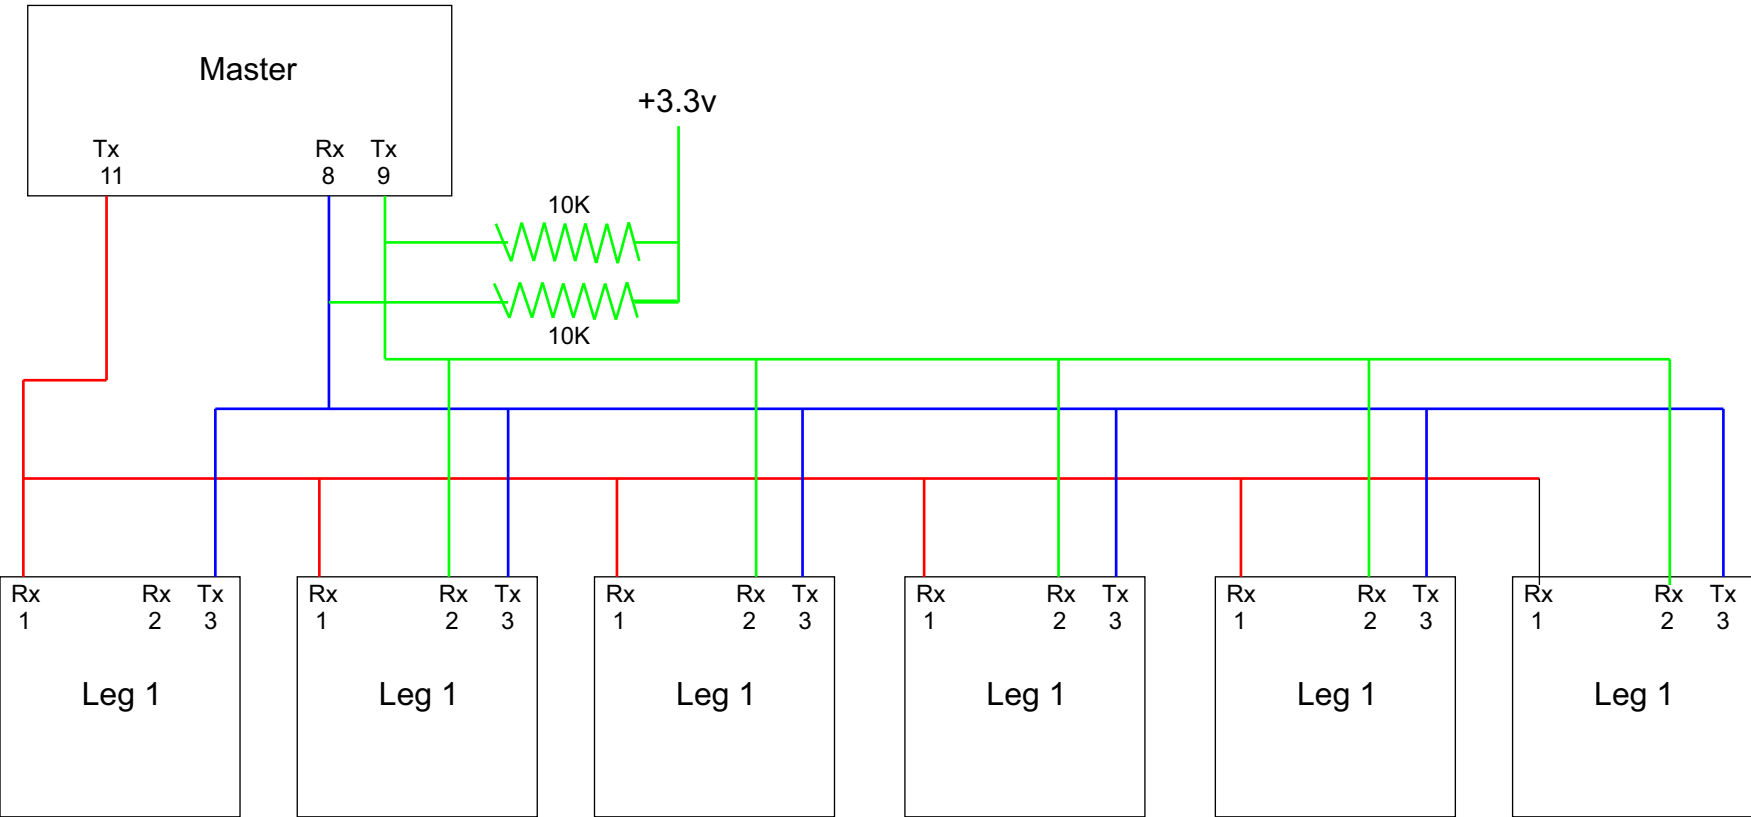 Master
+3.3v
Tx Rx Tx
11 8 9
10K
10K
Rx Rx Tx Rx Rx Tx Rx Rx Tx Rx Rx Tx Rx Rx Tx Rx Rx Tx
1 2 3 1 2 3 1 2 3 1 2 3 1 2 3 1 2 3
Leg 1 Leg 1 Leg 1 Leg 1 Leg 1 Leg 1